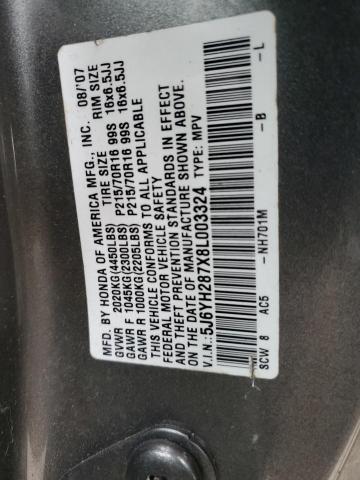 MFD. BY HONDA OF AMERICA MFG., INC. 08/'07
TIRE SIZE RIM SIZE
GVWR 2020KG(4450LBS)
GAWR F 1045KG(2300LBS) P215/70R16 99S 16x6.5JJ
GAWR R 1000KG(2205LBS) P215/70R16 99S 16x6.5JJ
THIS VEHICLE CONFORMS TO ALL APPLICABLE
FEDERAL MOTOR VEHICLE SAFETY
AND THEFT PREVENTION STANDARDS IN EFFECT
ON THE DATE OF MANUFACTURE SHOWN ABOVE.
V.I.N.: 5J6YH287X8L003324 TYPE: MPV
SCW 8 AC5 -NH701M -B -L